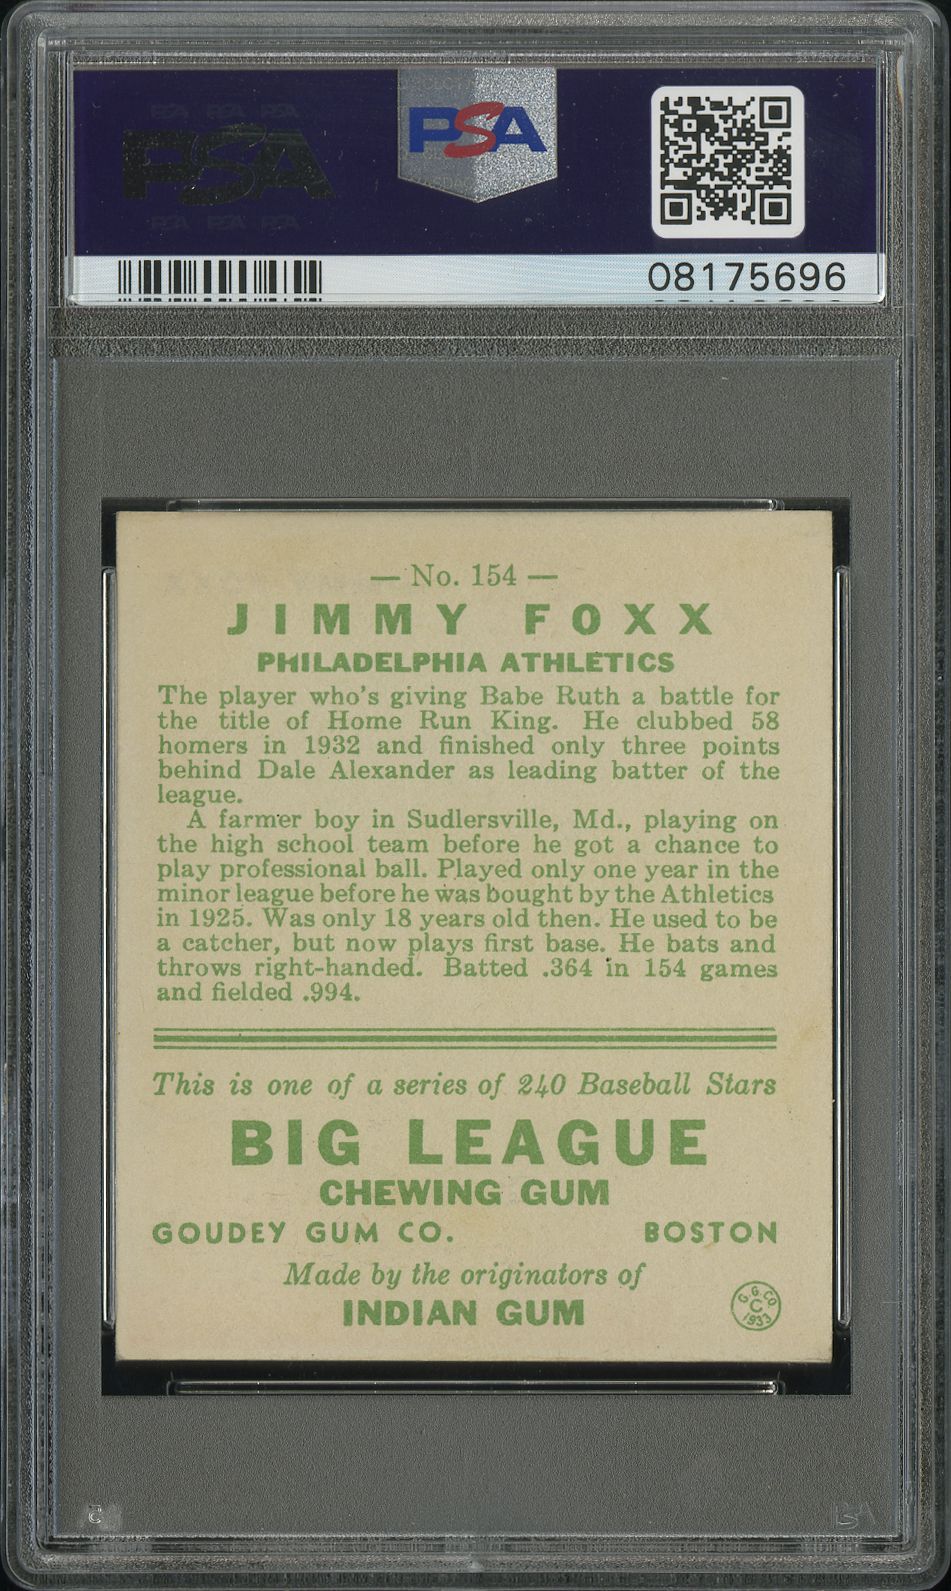 PSA PSA PSA
PSA
PSA PSA PSA
PSA
08175696
— No. 154 —
JIMMY FOXX
PHILADELPHIA ATHLETICS
The player who's giving Babe Ruth a battle for
the title of Home Run King. He clubbed 58
homers in 1932 and finished only three points
behind Dale Alexander as leading batter of the
league.
A farmer boy in Sudlersville, Md., playing on
the high school team before he got a chance to
play professional ball. Played only one year in the
minor league before he was bought by the Athletics
in 1925. Was only 18 years old then. He used to be
a catcher, but now plays first base. He bats and
throws right-handed. Batted .364 in 154 games
and fielded .994.
This is one of a series of 240 Baseball Stars
BIG LEAGUE
CHEWING GUM
GOUDEY GUM CO. BOSTON
Made by the originators of
INDIAN GUM
G. G. CO
C
1933
PSA